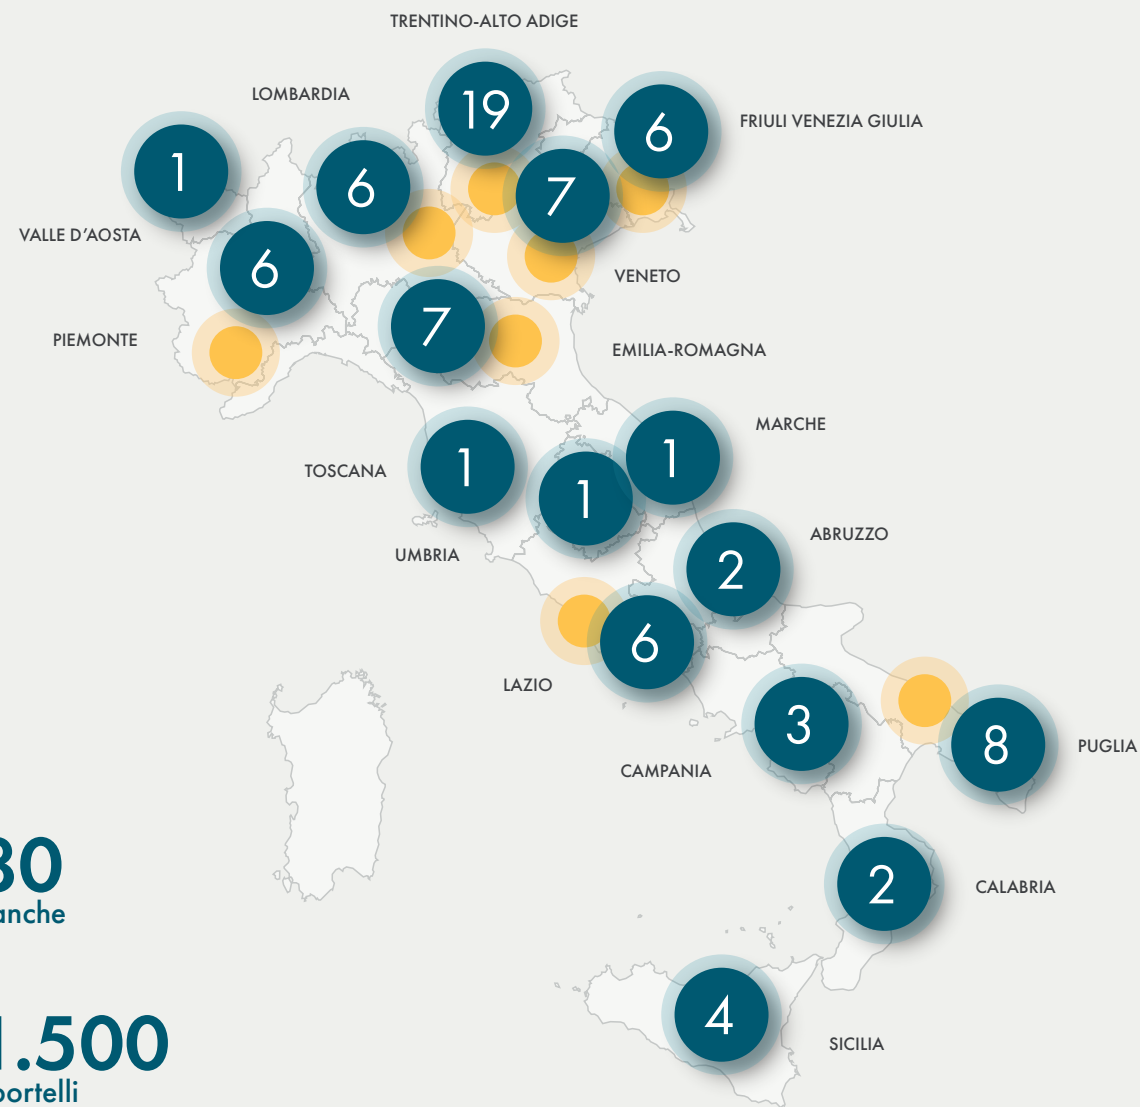 TRENTINO-ALTO ADIGE
LOMBARDIA
19
6
FRIULI VENEZIA GIULIA
1
6
7
VALLE D'AOSTA
6
VENETO
7
PIEMONTE
EMILIA-ROMAGNA
MARCHE
TOSCANA
1
1
1
UMBRIA
ABRUZZO
2
6
LAZIO
3
8
PUGLIA
CAMPANIA
80
2
CALABRIA
4
SICILIA
.500